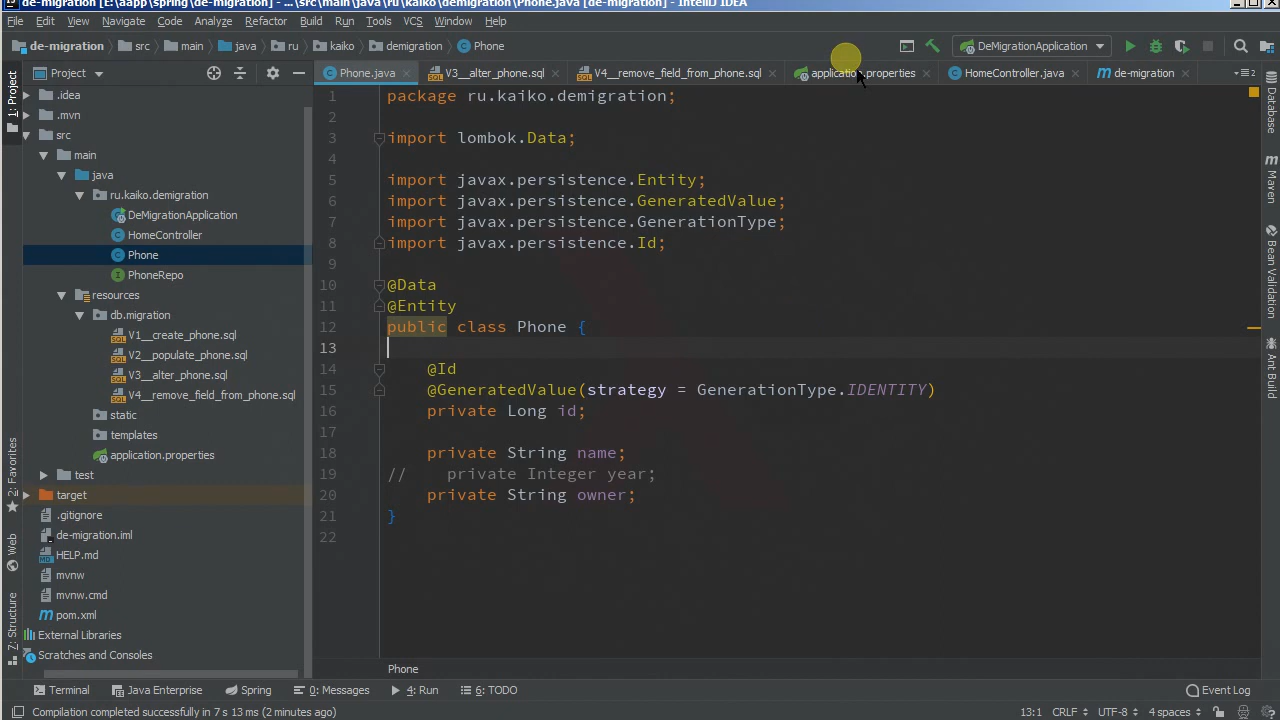 de-migration [E:\aapp\spring\de-migration] - ...\src\main\java\ru\kaiko\demigration\Phone.java [de-migration] - IntelliJ IDEA
File Edit View Navigate Code Analyze Refactor Build Run Tools VCS Window Help
de-migration src main java ru kaiko demigration Phone DeMigrationApplication
Project Phone.java V3__alter_phone.sql V4__remove_field_from_phone.sql application.properties HomeController.java de-migration 2
1: Project
2: Favorites
Web
Z: Structure
.idea
.mvn
src
main
java
ru.kaiko.demigration
DeMigrationApplication
HomeController
Phone
PhoneRepo
resources
db.migration
V1__create_phone.sql
V2__populate_phone.sql
V3__alter_phone.sql
V4__remove_field_from_phone.sql
static
templates
application.properties
test
target
.gitignore
de-migration.iml
HELP.md
mvnw
mvnw.cmd
pom.xml
External Libraries
Scratches and Consoles
1 package ru.kaiko.demigration;
2
3 import lombok.Data;
4
5 import javax.persistence.Entity;
6 import javax.persistence.GeneratedValue;
7 import javax.persistence.GenerationType;
8 import javax.persistence.Id;
9
10 @Data
11 @Entity
12 public class Phone {
13
14 @Id
15 @GeneratedValue(strategy = GenerationType.IDENTITY)
16 private Long id;
17
18 private String name;
19 // private Integer year;
20 private String owner;
21 }
22
Phone
Database
Maven
Bean Validation
Ant Build
Terminal Java Enterprise Spring 0: Messages 4: Run 6: TODO Event Log
Compilation completed successfully in 7 s 13 ms (2 minutes ago) 13:1 CRLF UTF-8 4 spaces